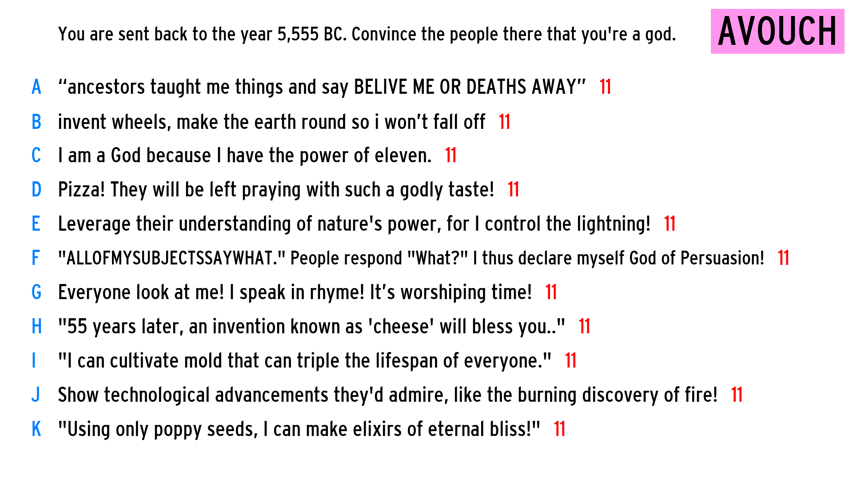 You are sent back to the year 5,555 BC. Convince the people there that you're a god.
AVOUCH
A “ancestors taught me things and say BELIVE ME OR DEATHS AWAY” 11
B invent wheels, make the earth round so i won’t fall off 11
C I am a God because I have the power of eleven. 11
D Pizza! They will be left praying with such a godly taste! 11
E Leverage their understanding of nature's power, for I control the lightning! 11
F "ALLOFMYSUBJECTSSAYWHAT." People respond "What?" I thus declare myself God of Persuasion! 11
G Everyone look at me! I speak in rhyme! It’s worshiping time! 11
H "55 years later, an invention known as 'cheese' will bless you.." 11
I "I can cultivate mold that can triple the lifespan of everyone." 11
J Show technological advancements they'd admire, like the burning discovery of fire! 11
K "Using only poppy seeds, I can make elixirs of eternal bliss!" 11